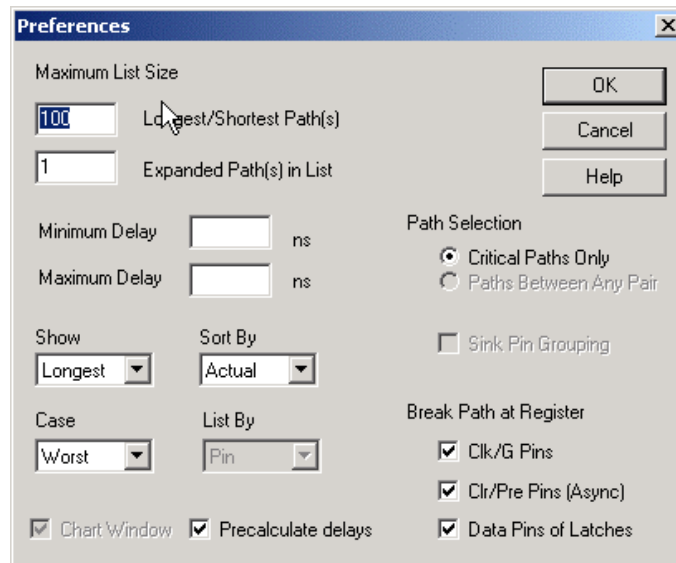 Preferences
Maximum List Size
OK
100 Longest/Shortest Path(s)
Cancel
1 Expanded Path(s) in List
Help
Minimum Delay ns
Path Selection
Critical Paths Only
Maximum Delay ns
Paths Between Any Pair
Show Sort By
Sink Pin Grouping
Longest Actual
Case List By
Break Path at Register
Worst Pin
Clk/G Pins
Clr/Pre Pins (Async)
Chart Window Precalculate delays
Data Pins of Latches